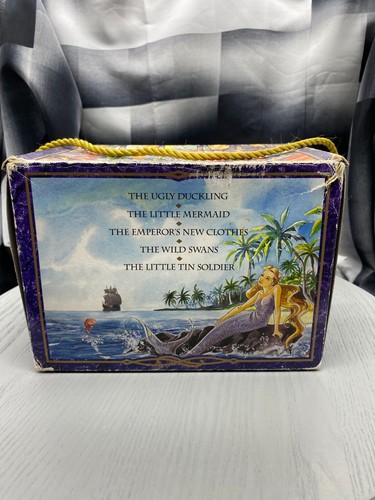 THE UGLY DUCKLING
THE LITTLE MERMAID
THE EMPEROR'S NEW CLOTHES
THE WILD SWANS
THE LITTLE TIN SOLDIER